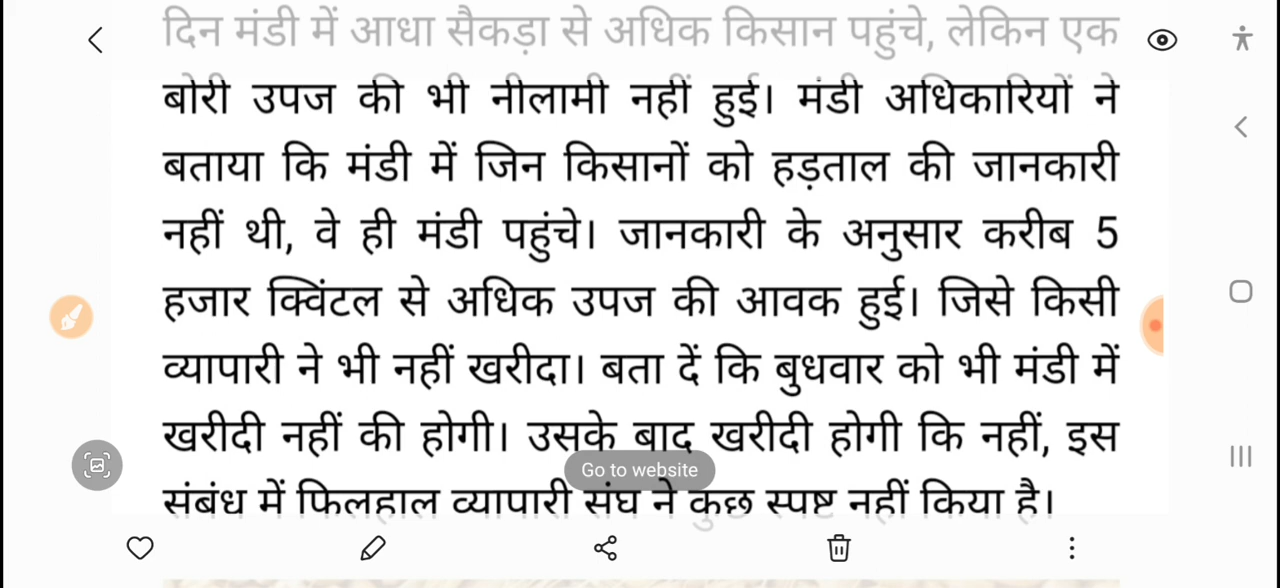 दिन मंडी में आधा सैकड़ा से अधिक किसान पहुंचे, लेकिन एक
बोरी उपज की भी नीलामी नहीं हुई। मंडी अधिकारियों ने
बताया कि मंडी में जिन किसानों को हड़ताल की जानकारी
नहीं थी, वे ही मंडी पहुंचे। जानकारी के अनुसार करीब 5
हजार क्विंटल से अधिक उपज की आवक हुई। जिसे किसी
व्यापारी ने भी नहीं खरीदा। बता दें कि बुधवार को भी मंडी में
खरीदी नहीं की होगी। उसके बाद खरीदी होगी कि नहीं, इस
Go to website
संबंध में फिलहाल व्यापारी संघ ने कुछ स्पष्ट नहीं किया है।